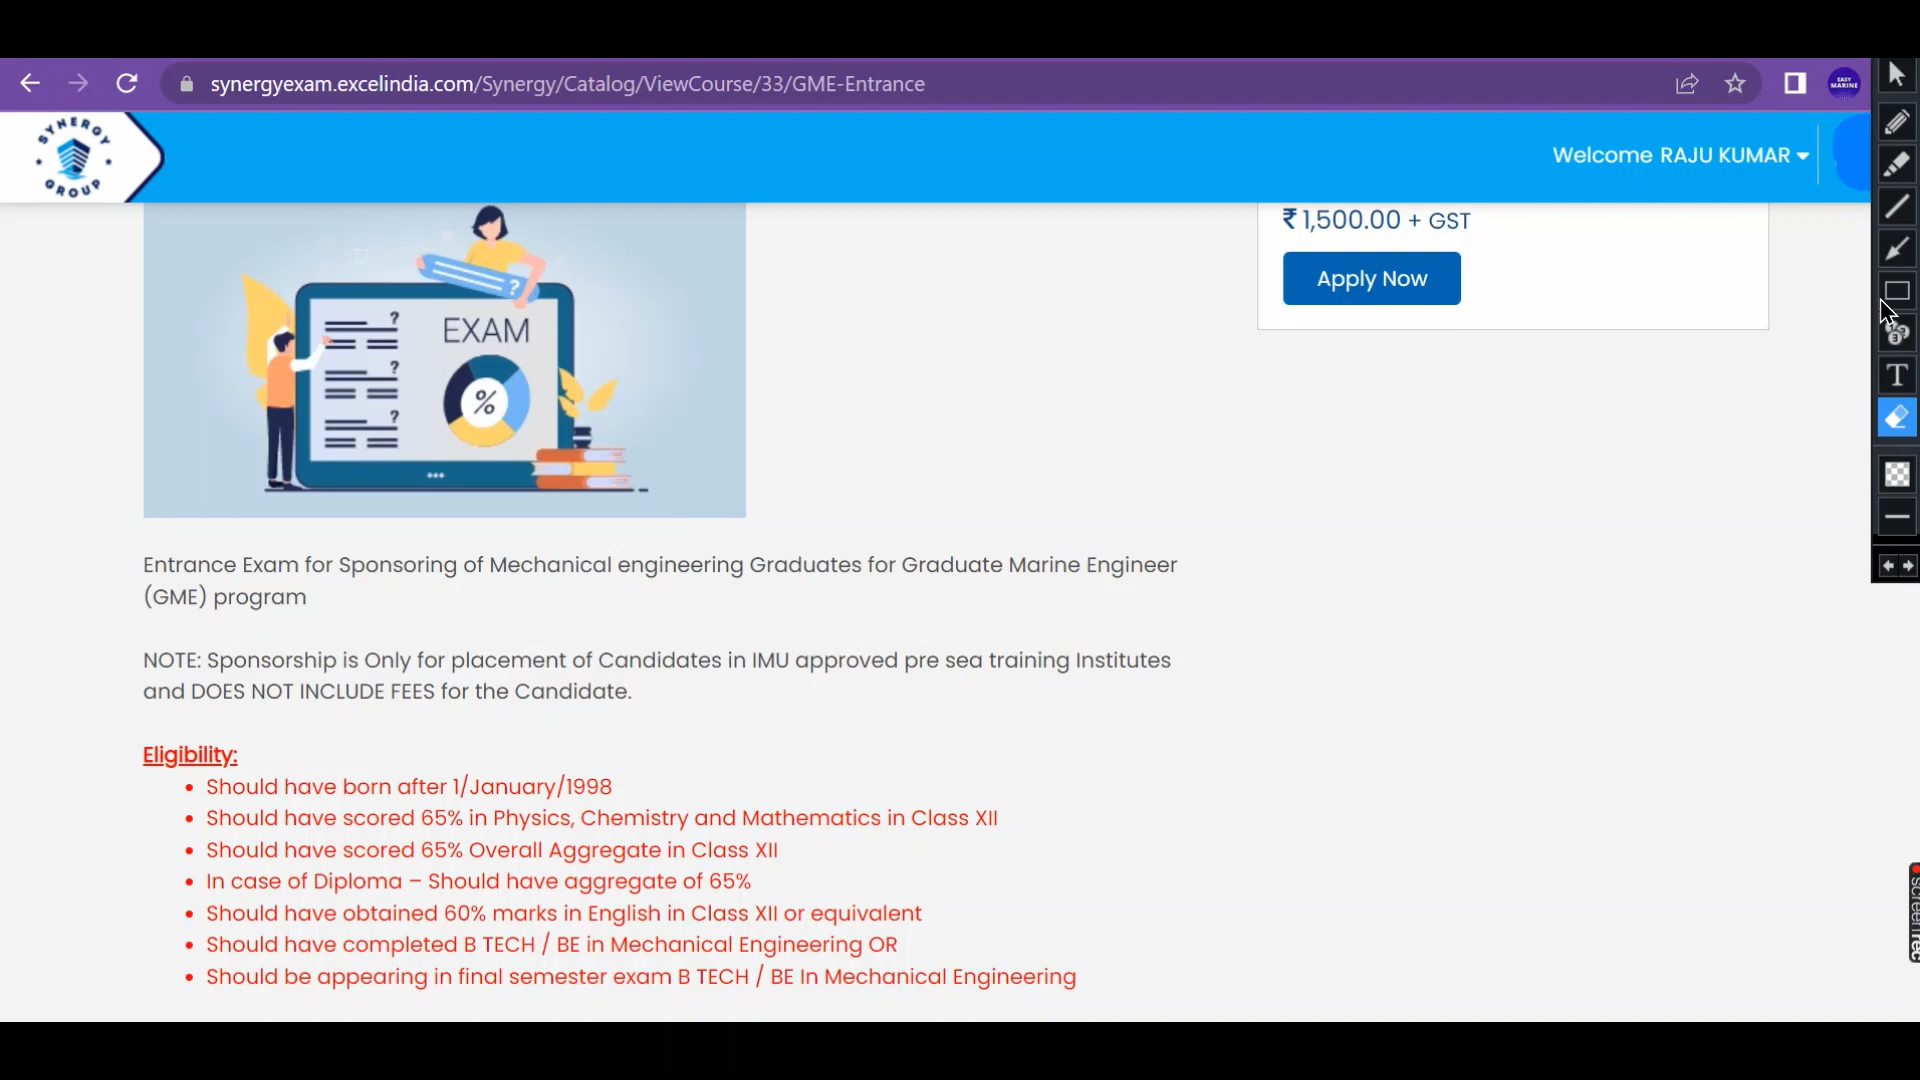 synergyexam.excelindia.com/Synergy/Catalog/ViewCourse/33/GME-Entrance
EASY
MARINE
SYNERGY
GROUP
Welcome RAJU KUMAR
₹ 1,500.00 + GST
Apply Now
?
EXAM
?
?
?
%
T
Entrance Exam for Sponsoring of Mechanical engineering Graduates for Graduate Marine Engineer
(GME) program
NOTE: Sponsorship is Only for placement of Candidates in IMU approved pre sea training Institutes
and DOES NOT INCLUDE FEES for the Candidate.
Eligibility:
• Should have born after 1/January/1998
• Should have scored 65% in Physics, Chemistry and Mathematics in Class XII
• Should have scored 65% Overall Aggregate in Class XII
• In case of Diploma – Should have aggregate of 65%
• Should have obtained 60% marks in English in Class XII or equivalent
• Should have completed B TECH / BE in Mechanical Engineering OR
• Should be appearing in final semester exam B TECH / BE In Mechanical Engineering
screenrec